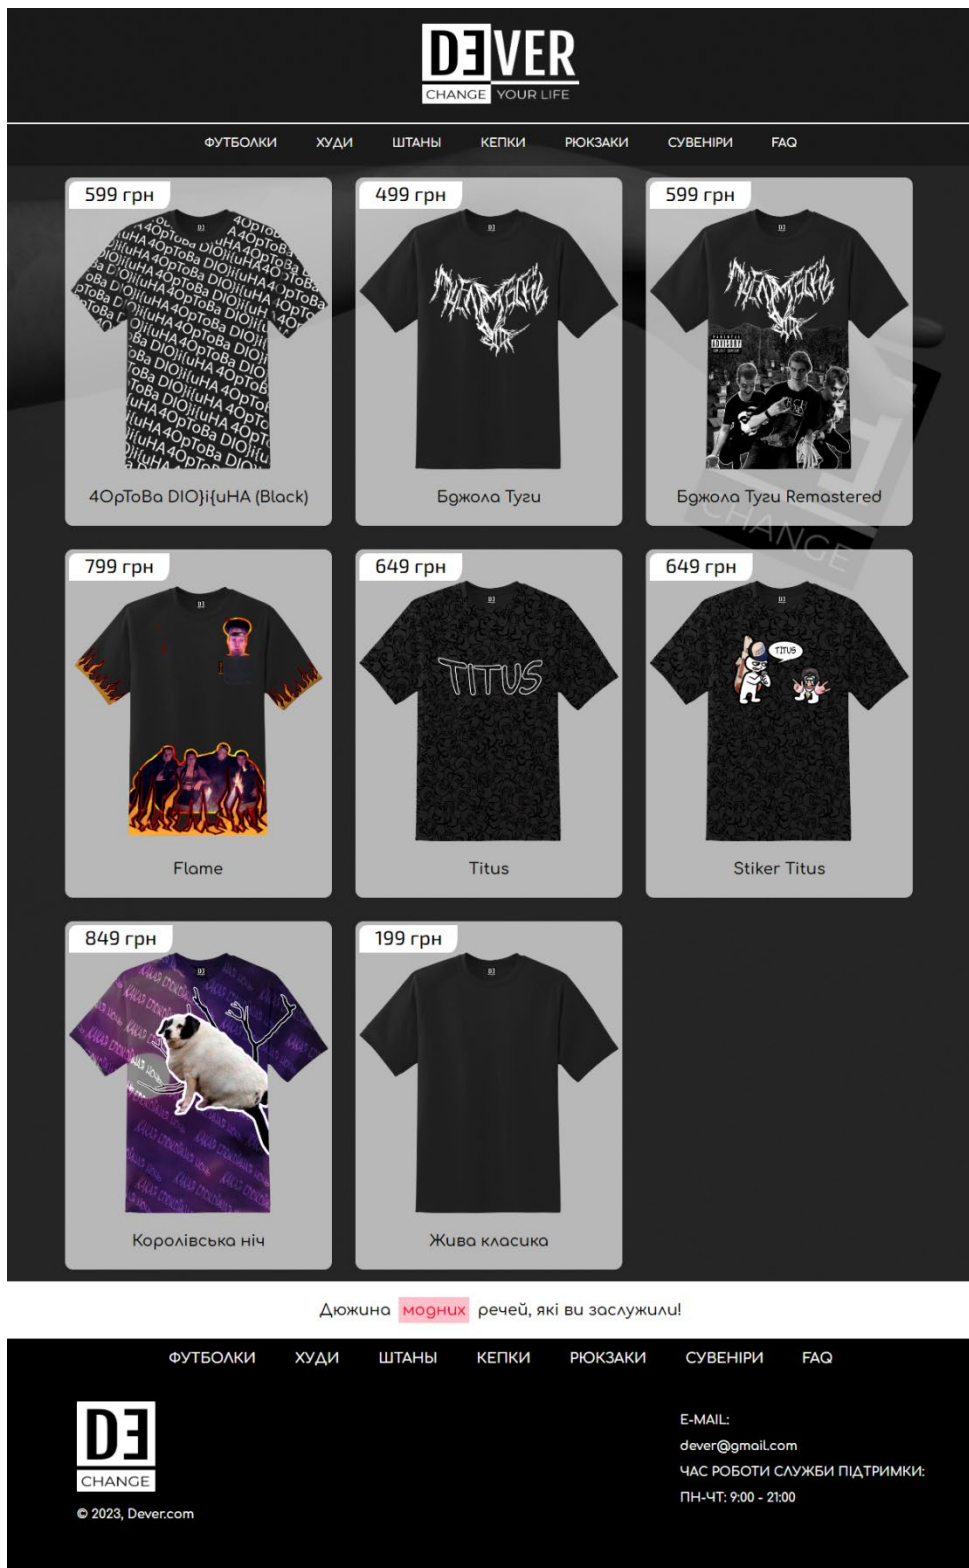 DEVER
CHANGE YOUR LIFE
ФУТБОЛКИ ХУДИ ШТАНЫ КЕПКИ РЮКЗАКИ СУВЕНІРИ FAQ
599 грн
499 грн
599 грн
4OpToBa DIO}i{uHA (Black)
Бджола Туги
Бджола Туги Remastered
CHANGE
799 грн
649 грн
649 грн
TITUS
TITUS
Flame
Titus
Stiker Titus
849 грн
199 грн
Королівська ніч
Жива класика
Дюжина модних речей, які ви заслужили!
ФУТБОЛКИ ХУДИ ШТАНЫ КЕПКИ РЮКЗАКИ СУВЕНІРИ FAQ
DE
CHANGE
© 2023, Dever.com
E-MAIL:
dever@gmail.com
ЧАС РОБОТИ СЛУЖБИ ПІДТРИМКИ:
ПН-ЧТ: 9:00 - 21:00